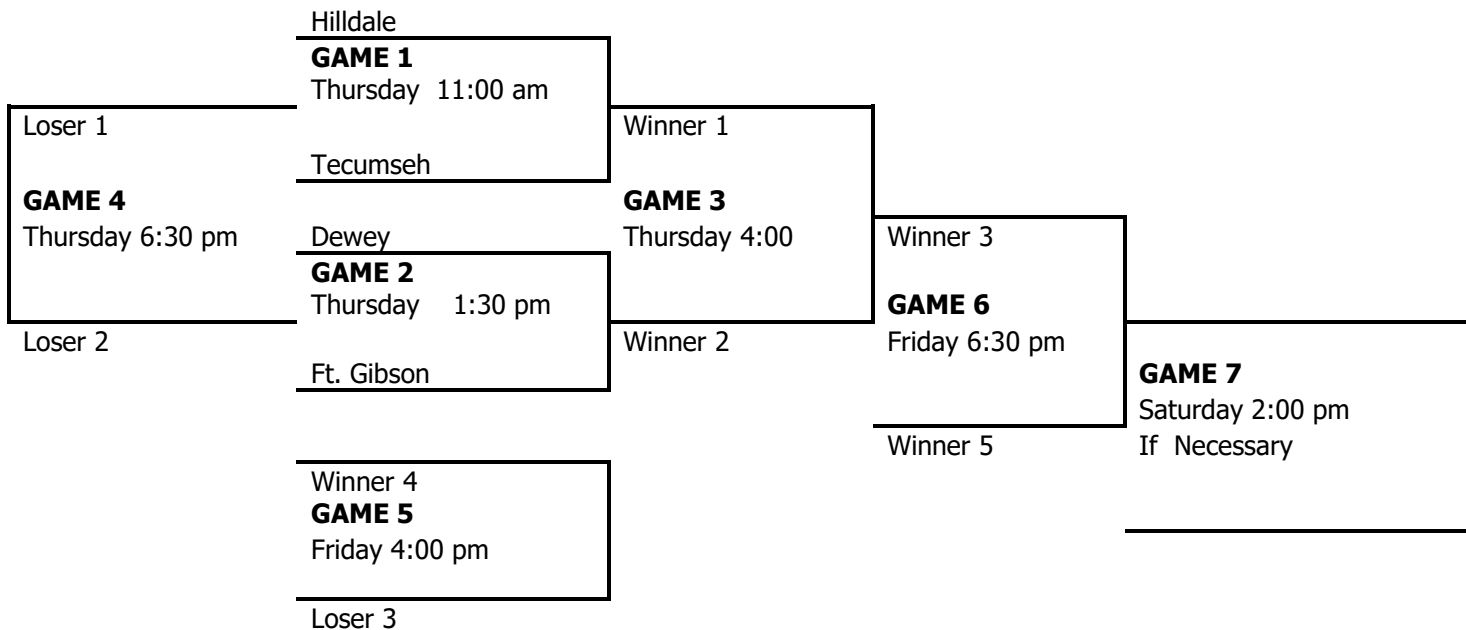 Hilldale
GAME 1
Thursday 11:00 am
Loser 1
Winner 1
Tecumseh
GAME 4
GAME 3
Thursday 6:30 pm
Dewey
Thursday 4:00
Winner 3
GAME 2
Thursday 1:30 pm
GAME 6
Loser 2
Winner 2
Friday 6:30 pm
Ft. Gibson
GAME 7
Saturday 2:00 pm
Winner 5
If Necessary
Winner 4
GAME 5
Friday 4:00 pm
Loser 3